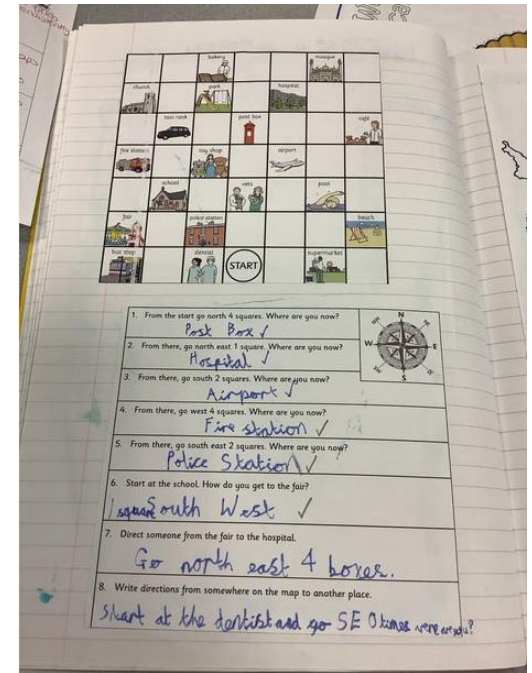 bakery mosque
church park hospital
taxi rank post box café
fire station toy shop airport
school vets pool
fair police station beach
bus stop dentist START supermarket
1. From the start go north 4 squares. Where are you now?
Post Box ✓
N
2. From there, go north east 1 square. Where are you now?
W E
Hospital ✓
3. From there, go south 2 squares. Where are you now?
S
Airport ✓
4. From there, go west 4 squares. Where are you now?
Fire station ✓
5. From there, go south east 2 squares. Where are you now?
Police Station ✓
6. Start at the school. How do you get to the fair?
1 square South West ✓
7. Direct someone from the fair to the hospital.
Go north east 4 boxes.
8. Write directions from somewhere on the map to another place.
Start at the dentist and go SE 0 times were are you?